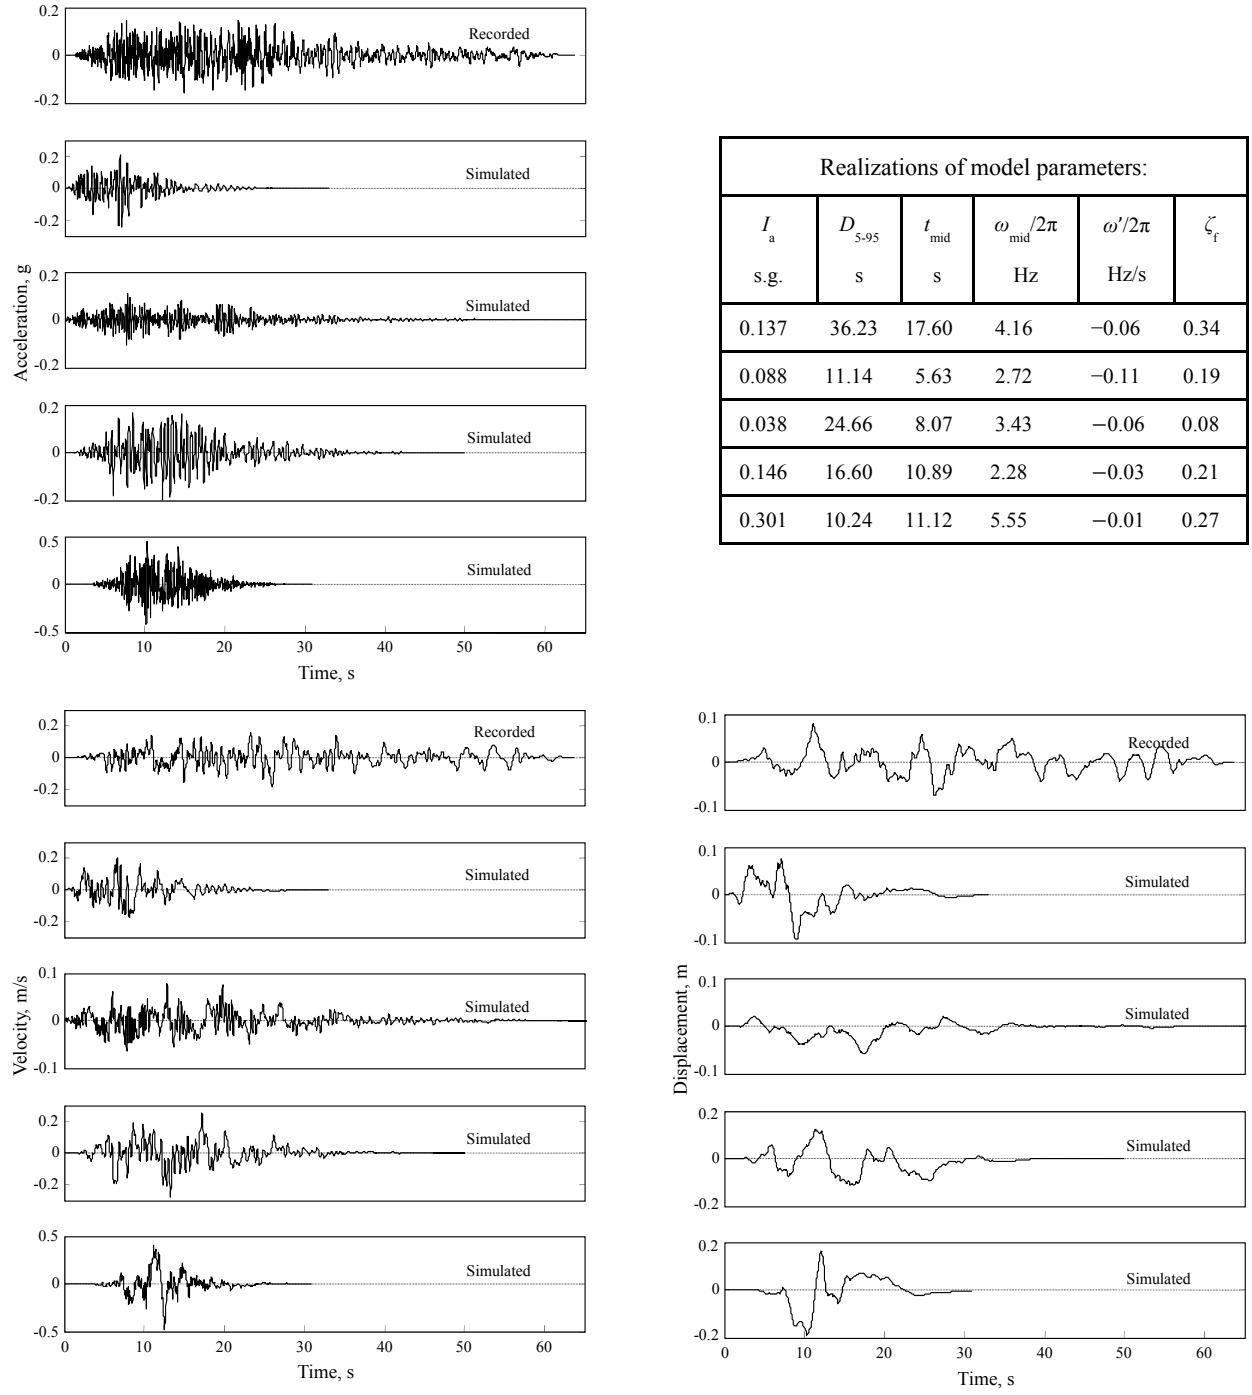 0.2
Recorded
0
-0.2
0.2
Simulated
0
-0.2
0.2
Simulated
0
-0.2
0.2
Simulated
0
-0.2
0.5
Simulated
0
-0.5
0 10 20 30 40 50 60
Time, s
Acceleration, g
Realizations of model parameters:
Ia D5-95 tmid ωmid/2π ω'/2π ζf
s.g. s s Hz Hz/s
0.137 36.23 17.60 4.16 −0.06 0.34
0.088 11.14 5.63 2.72 −0.11 0.19
0.038 24.66 8.07 3.43 −0.06 0.08
0.146 16.60 10.89 2.28 −0.03 0.21
0.301 10.24 11.12 5.55 −0.01 0.27
0.2
Recorded
0
-0.2
0.2
Simulated
0
-0.2
0.1
Simulated
0
-0.1
0.2
Simulated
0
-0.2
0.5
Simulated
0
-0.5
0 10 20 30 40 50 60
Time, s
Velocity, m/s
0.1
Recorded
0
-0.1
0.1
Simulated
0
-0.1
0.1
Simulated
0
-0.1
0.2
Simulated
0
-0.2
0.2
Simulated
0
-0.2
0 10 20 30 40 50 60
Time, s
Displacement, m